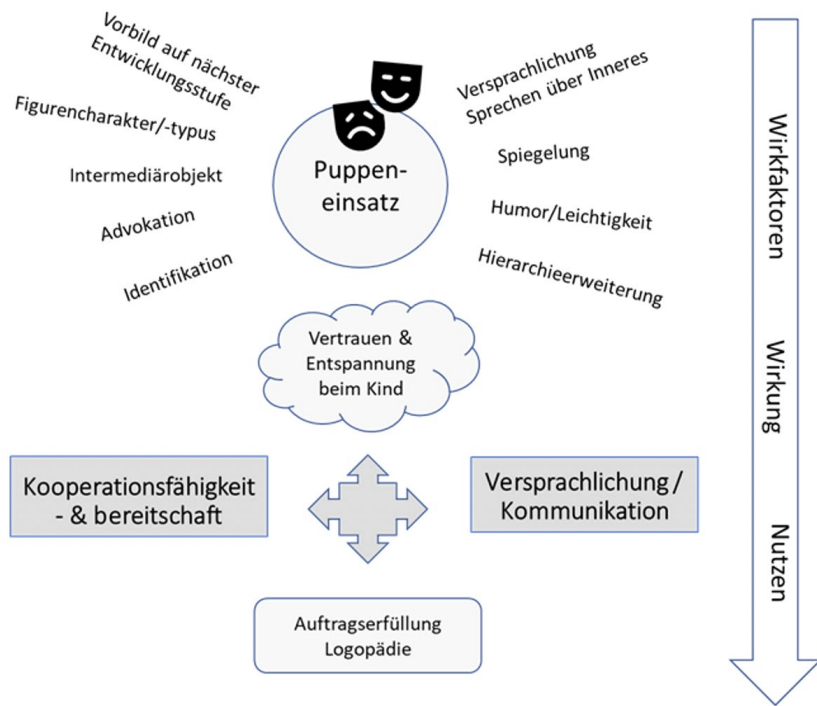 Vorbild auf nächster
Entwicklungsstufe
Figurencharakter/-typus
Intermediärobjekt
Advokation
Identifikation
Puppen-
einsatz
Versprachlichung
Sprechen über Inneres
Spiegelung
Humor/Leichtigkeit
Hierarchieerweiterung
Vertrauen &
Entspannung
beim Kind
Kooperationsfähigkeit
- & bereitschaft
Versprachlichung /
Kommunikation
Auftragserfüllung
Logopädie
Wirkfaktoren
Wirkung
Nutzen